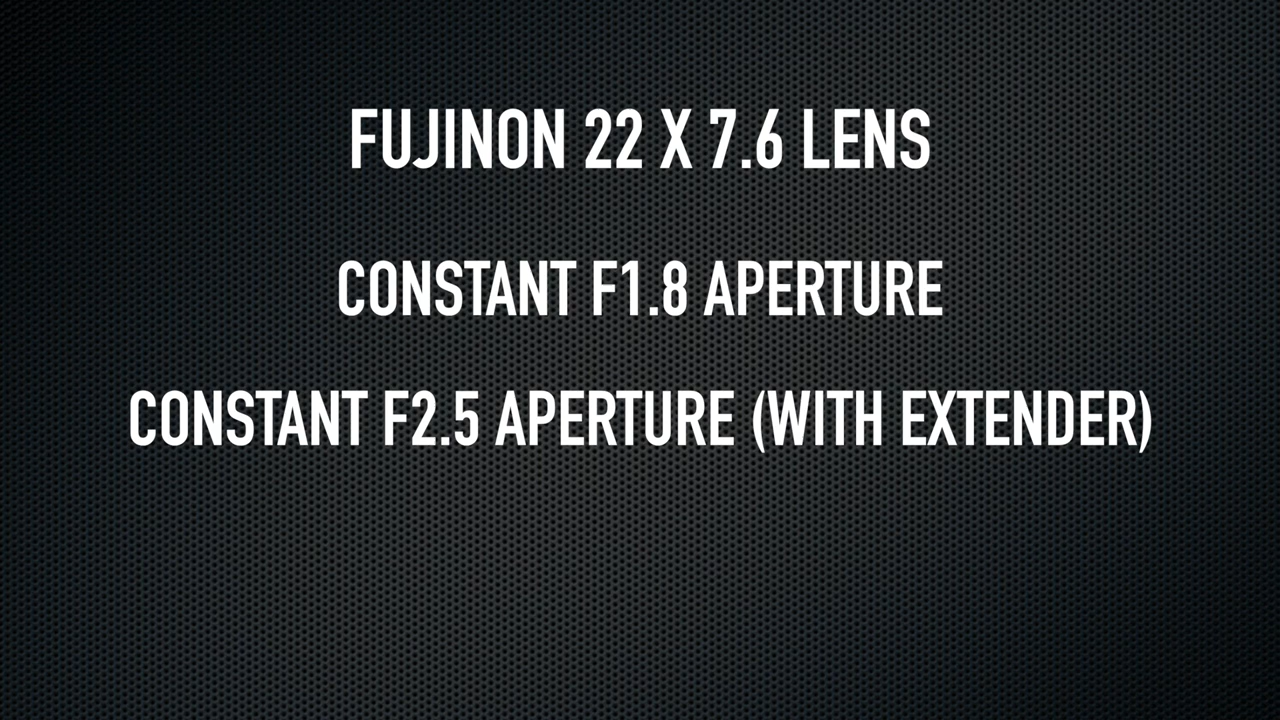 FUJINON 22 X 7.6 LENS
CONSTANT F1.8 APERTURE
CONSTANT F2.5 APERTURE (WITH EXTENDER)